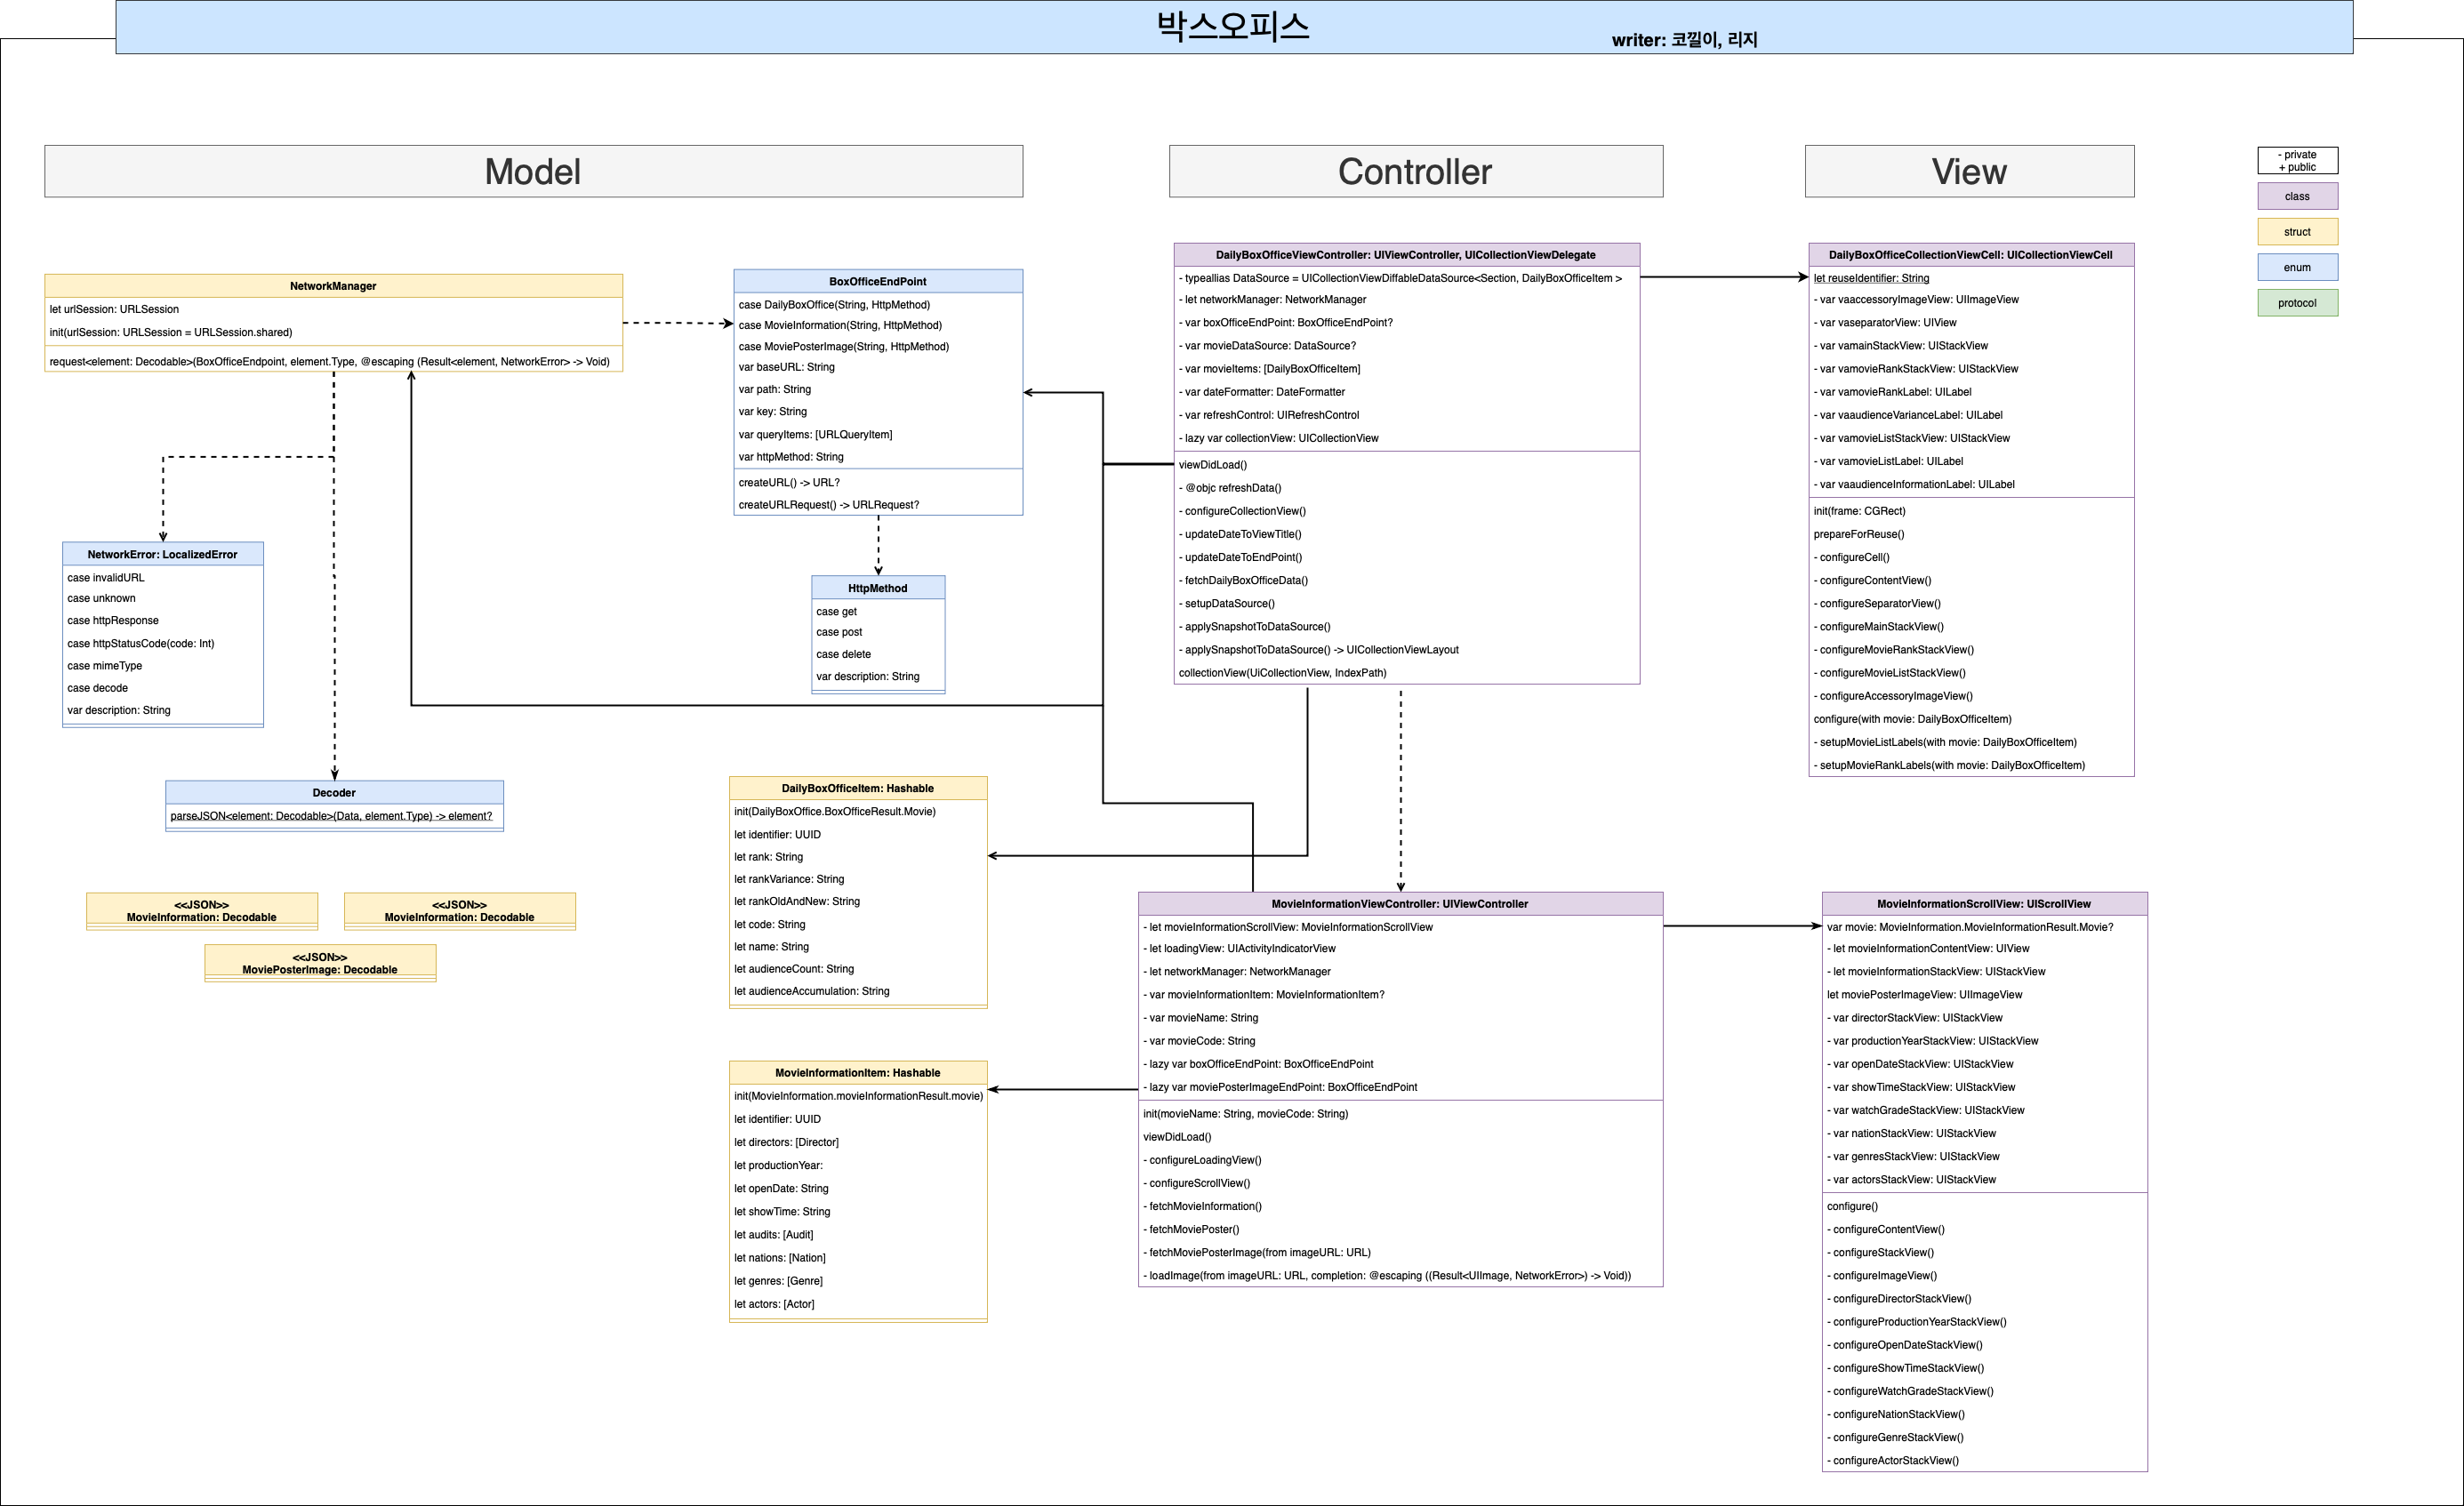 박스오피스
writer: 코낄이, 리지
Model
Controller
View
- private
+ public
class
struct
enum
protocol
NetworkManager
let urlSession: URLSession
init(urlSession: URLSession = URLSession.shared)
request<element: Decodable>(BoxOfficeEndpoint, element.Type, @escaping (Result<element, NetworkError> -> Void)
BoxOfficeEndPoint
case DailyBoxOffice(String, HttpMethod)
case MovieInformation(String, HttpMethod)
case MoviePosterImage(String, HttpMethod)
var baseURL: String
var path: String
var key: String
var queryItems: [URLQueryItem]
var httpMethod: String
createURL() -> URL?
createURLRequest() -> URLRequest?
NetworkError: LocalizedError
case invalidURL
case unknown
case httpResponse
case httpStatusCode(code: Int)
case mimeType
case decode
var description: String
HttpMethod
case get
case post
case delete
var description: String
Decoder
parseJSON<element: Decodable>(Data, element.Type) -> element?
<<JSON>>
MovieInformation: Decodable
<<JSON>>
MovieInformation: Decodable
<<JSON>>
MoviePosterImage: Decodable
DailyBoxOfficeItem: Hashable
init(DailyBoxOffice.BoxOfficeResult.Movie)
let identifier: UUID
let rank: String
let rankVariance: String
let rankOldAndNew: String
let code: String
let name: String
let audienceCount: String
let audienceAccumulation: String
MovieInformationItem: Hashable
init(MovieInformation.movieInformationResult.movie)
let identifier: UUID
let directors: [Director]
let productionYear:
let openDate: String
let showTime: String
let audits: [Audit]
let nations: [Nation]
let genres: [Genre]
let actors: [Actor]
DailyBoxOfficeViewController: UIViewController, UICollectionViewDelegate
- typeallias DataSource = UICollectionViewDiffableDataSource<Section, DailyBoxOfficeItem >
- let networkManager: NetworkManager
- var boxOfficeEndPoint: BoxOfficeEndPoint?
- var movieDataSource: DataSource?
- var movieItems: [DailyBoxOfficeItem]
- var dateFormatter: DateFormatter
- var refreshControl: UIRefreshControl
- lazy var collectionView: UICollectionView
viewDidLoad()
- @objc refreshData()
- configureCollectionView()
- updateDateToViewTitle()
- updateDateToEndPoint()
- fetchDailyBoxOfficeData()
- setupDataSource()
- applySnapshotToDataSource()
- applySnapshotToDataSource() -> UICollectionViewLayout
collectionView(UiCollectionView, IndexPath)
MovieInformationViewController: UIViewController
- let movieInformationScrollView: MovieInformationScrollView
- let loadingView: UIActivityIndicatorView
- let networkManager: NetworkManager
- var movieInformationItem: MovieInformationItem?
- var movieName: String
- var movieCode: String
- lazy var boxOfficeEndPoint: BoxOfficeEndPoint
- lazy var moviePosterImageEndPoint: BoxOfficeEndPoint
init(movieName: String, movieCode: String)
viewDidLoad()
- configureLoadingView()
- configureScrollView()
- fetchMovieInformation()
- fetchMoviePoster()
- fetchMoviePosterImage(from imageURL: URL)
- loadImage(from imageURL: URL, completion: @escaping ((Result<UIImage, NetworkError>) -> Void))
DailyBoxOfficeCollectionViewCell: UICollectionViewCell
let reuseIdentifier: String
- var vaaccessoryImageView: UIImageView
- var vaseparatorView: UIView
- var vamainStackView: UIStackView
- var vamovieRankStackView: UIStackView
- var vamovieRankLabel: UILabel
- var vaaudienceVarianceLabel: UILabel
- var vamovieListStackView: UIStackView
- var vamovieListLabel: UILabel
- var vaaudienceInformationLabel: UILabel
init(frame: CGRect)
prepareForReuse()
- configureCell()
- configureContentView()
- configureSeparatorView()
- configureMainStackView()
- configureMovieRankStackView()
- configureMovieListStackView()
- configureAccessoryImageView()
configure(with movie: DailyBoxOfficeItem)
- setupMovieListLabels(with movie: DailyBoxOfficeItem)
- setupMovieRankLabels(with movie: DailyBoxOfficeItem)
MovieInformationScrollView: UIScrollView
var movie: MovieInformation.MovieInformationResult.Movie?
- let movieInformationContentView: UIView
- let movieInformationStackView: UIStackView
let moviePosterImageView: UIImageView
- var directorStackView: UIStackView
- var productionYearStackView: UIStackView
- var openDateStackView: UIStackView
- var showTimeStackView: UIStackView
- var watchGradeStackView: UIStackView
- var nationStackView: UIStackView
- var genresStackView: UIStackView
- var actorsStackView: UIStackView
configure()
- configureContentView()
- configureStackView()
- configureImageView()
- configureDirectorStackView()
- configureProductionYearStackView()
- configureOpenDateStackView()
- configureShowTimeStackView()
- configureWatchGradeStackView()
- configureNationStackView()
- configureGenreStackView()
- configureActorStackView()